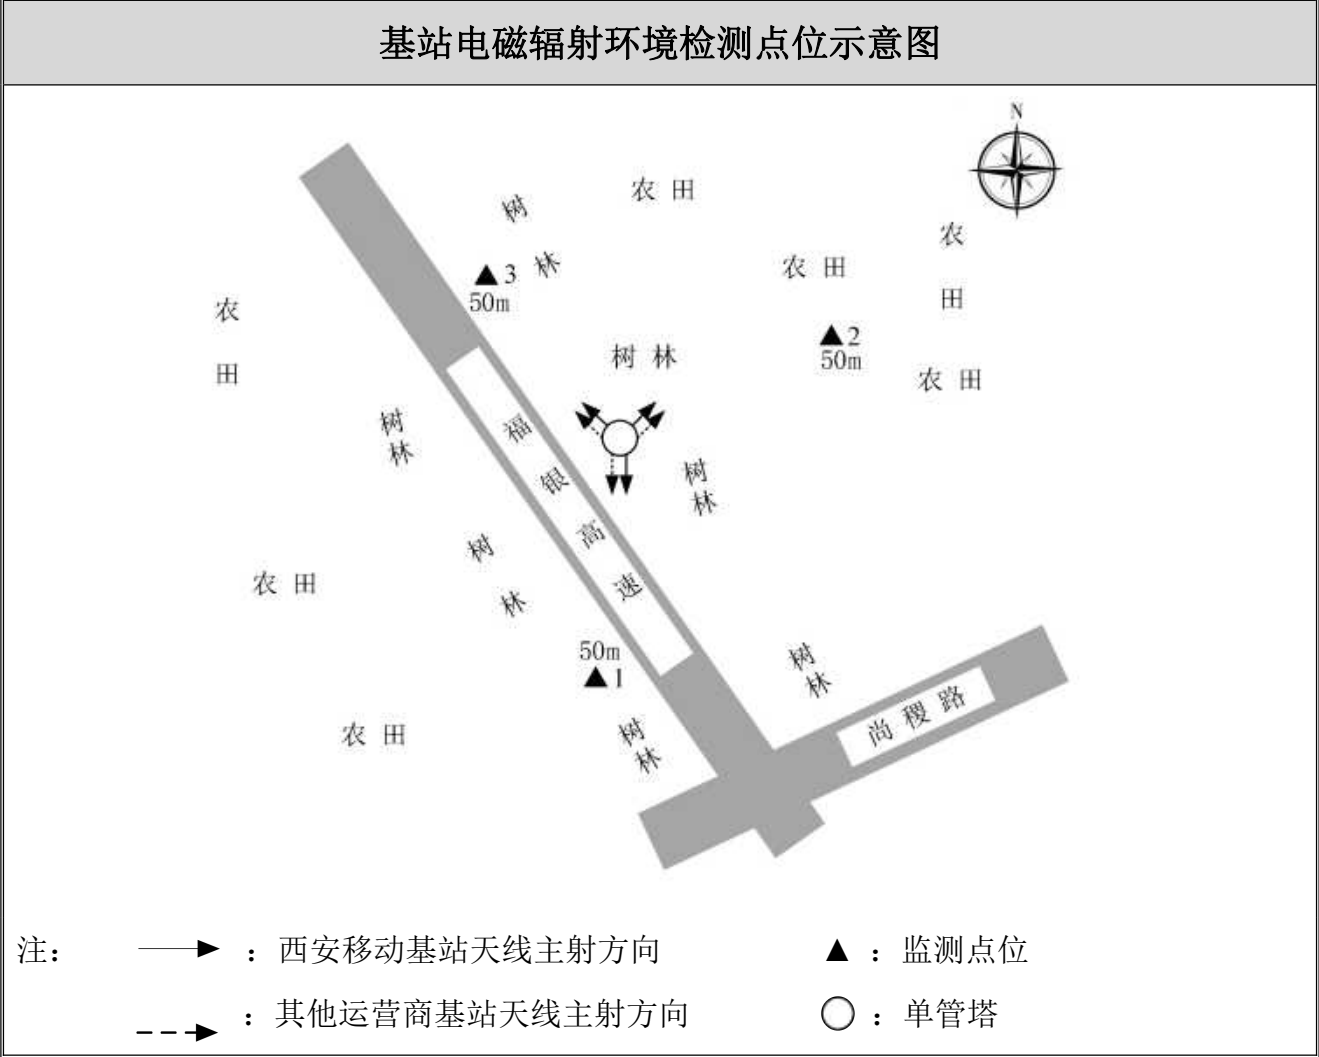 基站电磁辐射环境检测点位示意图
N
农田
树林
农田
农田
▲3
50m
农田
▲2
50m
树林
农田
树林
福银高速
树林
树林
农田
50m
▲1
树林
尚稷路
农田
树林
注： ：西安移动基站天线主射方向 ▲：监测点位
：其他运营商基站天线主射方向 ：单管塔